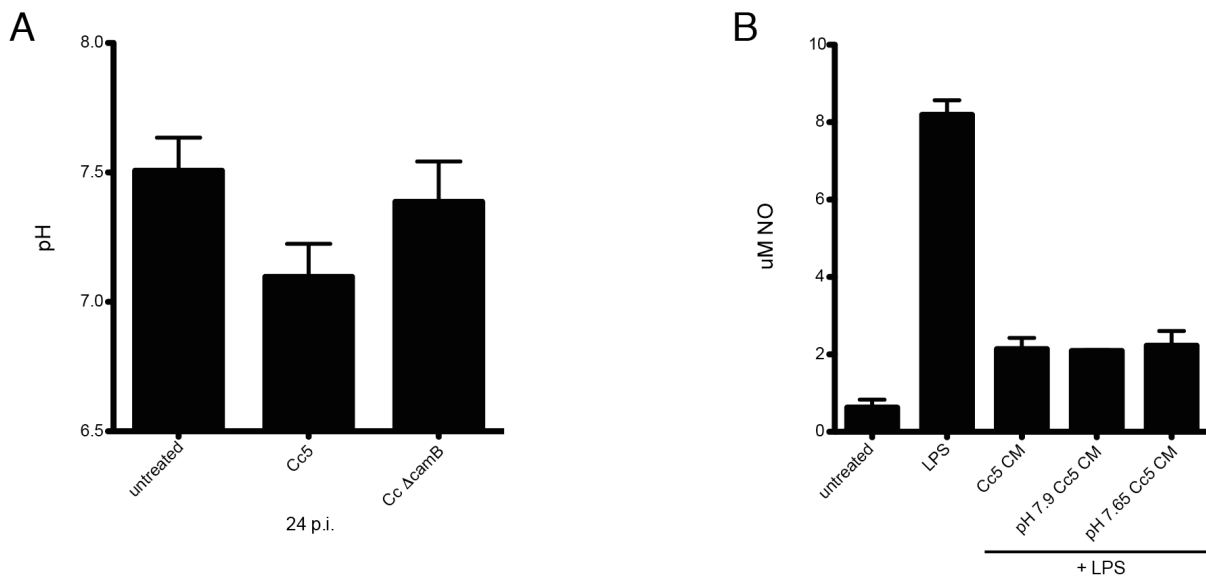 A
8.0
7.5
7.0
6.5
pH
untreated
Cc5
Cc ΔcamB
24 p.i.
B
10
8
6
4
2
0
uM NO
untreated
LPS
Cc5 CM
pH 7.9 Cc5 CM
pH 7.65 Cc5 CM
+ LPS